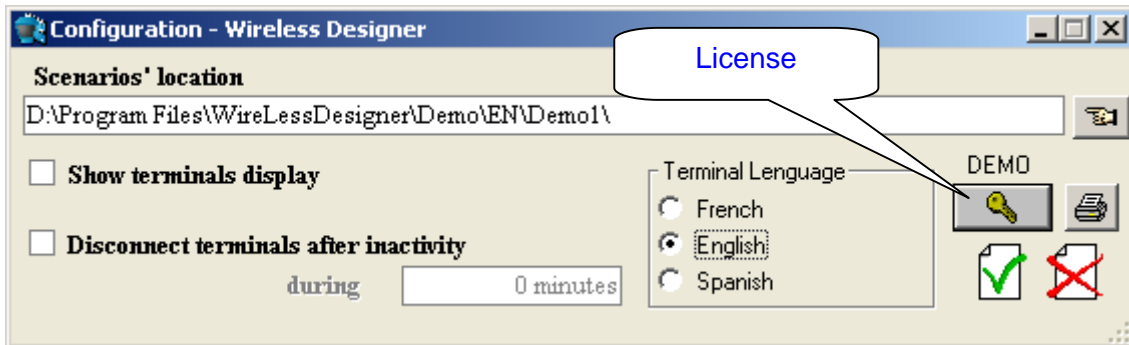 Configuration - Wireless Designer
License
Scenarios' location
D:\Program Files\WireLessDesigner\Demo\EN\Demo1\
Show terminals display
Terminal Lenguage
DEMO
French
Disconnect terminals after inactivity
English
during
0 minutes
Spanish